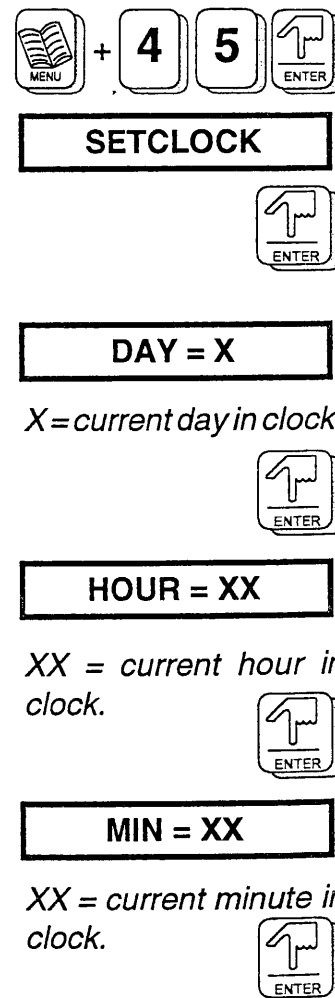 MENU + 4 5 ENTER
SETCLOCK
ENTER
DAY = X
X = current day in clock
ENTER
HOUR = XX
XX = current hour in
clock.
ENTER
MIN = XX
XX = current minute in
clock.
ENTER